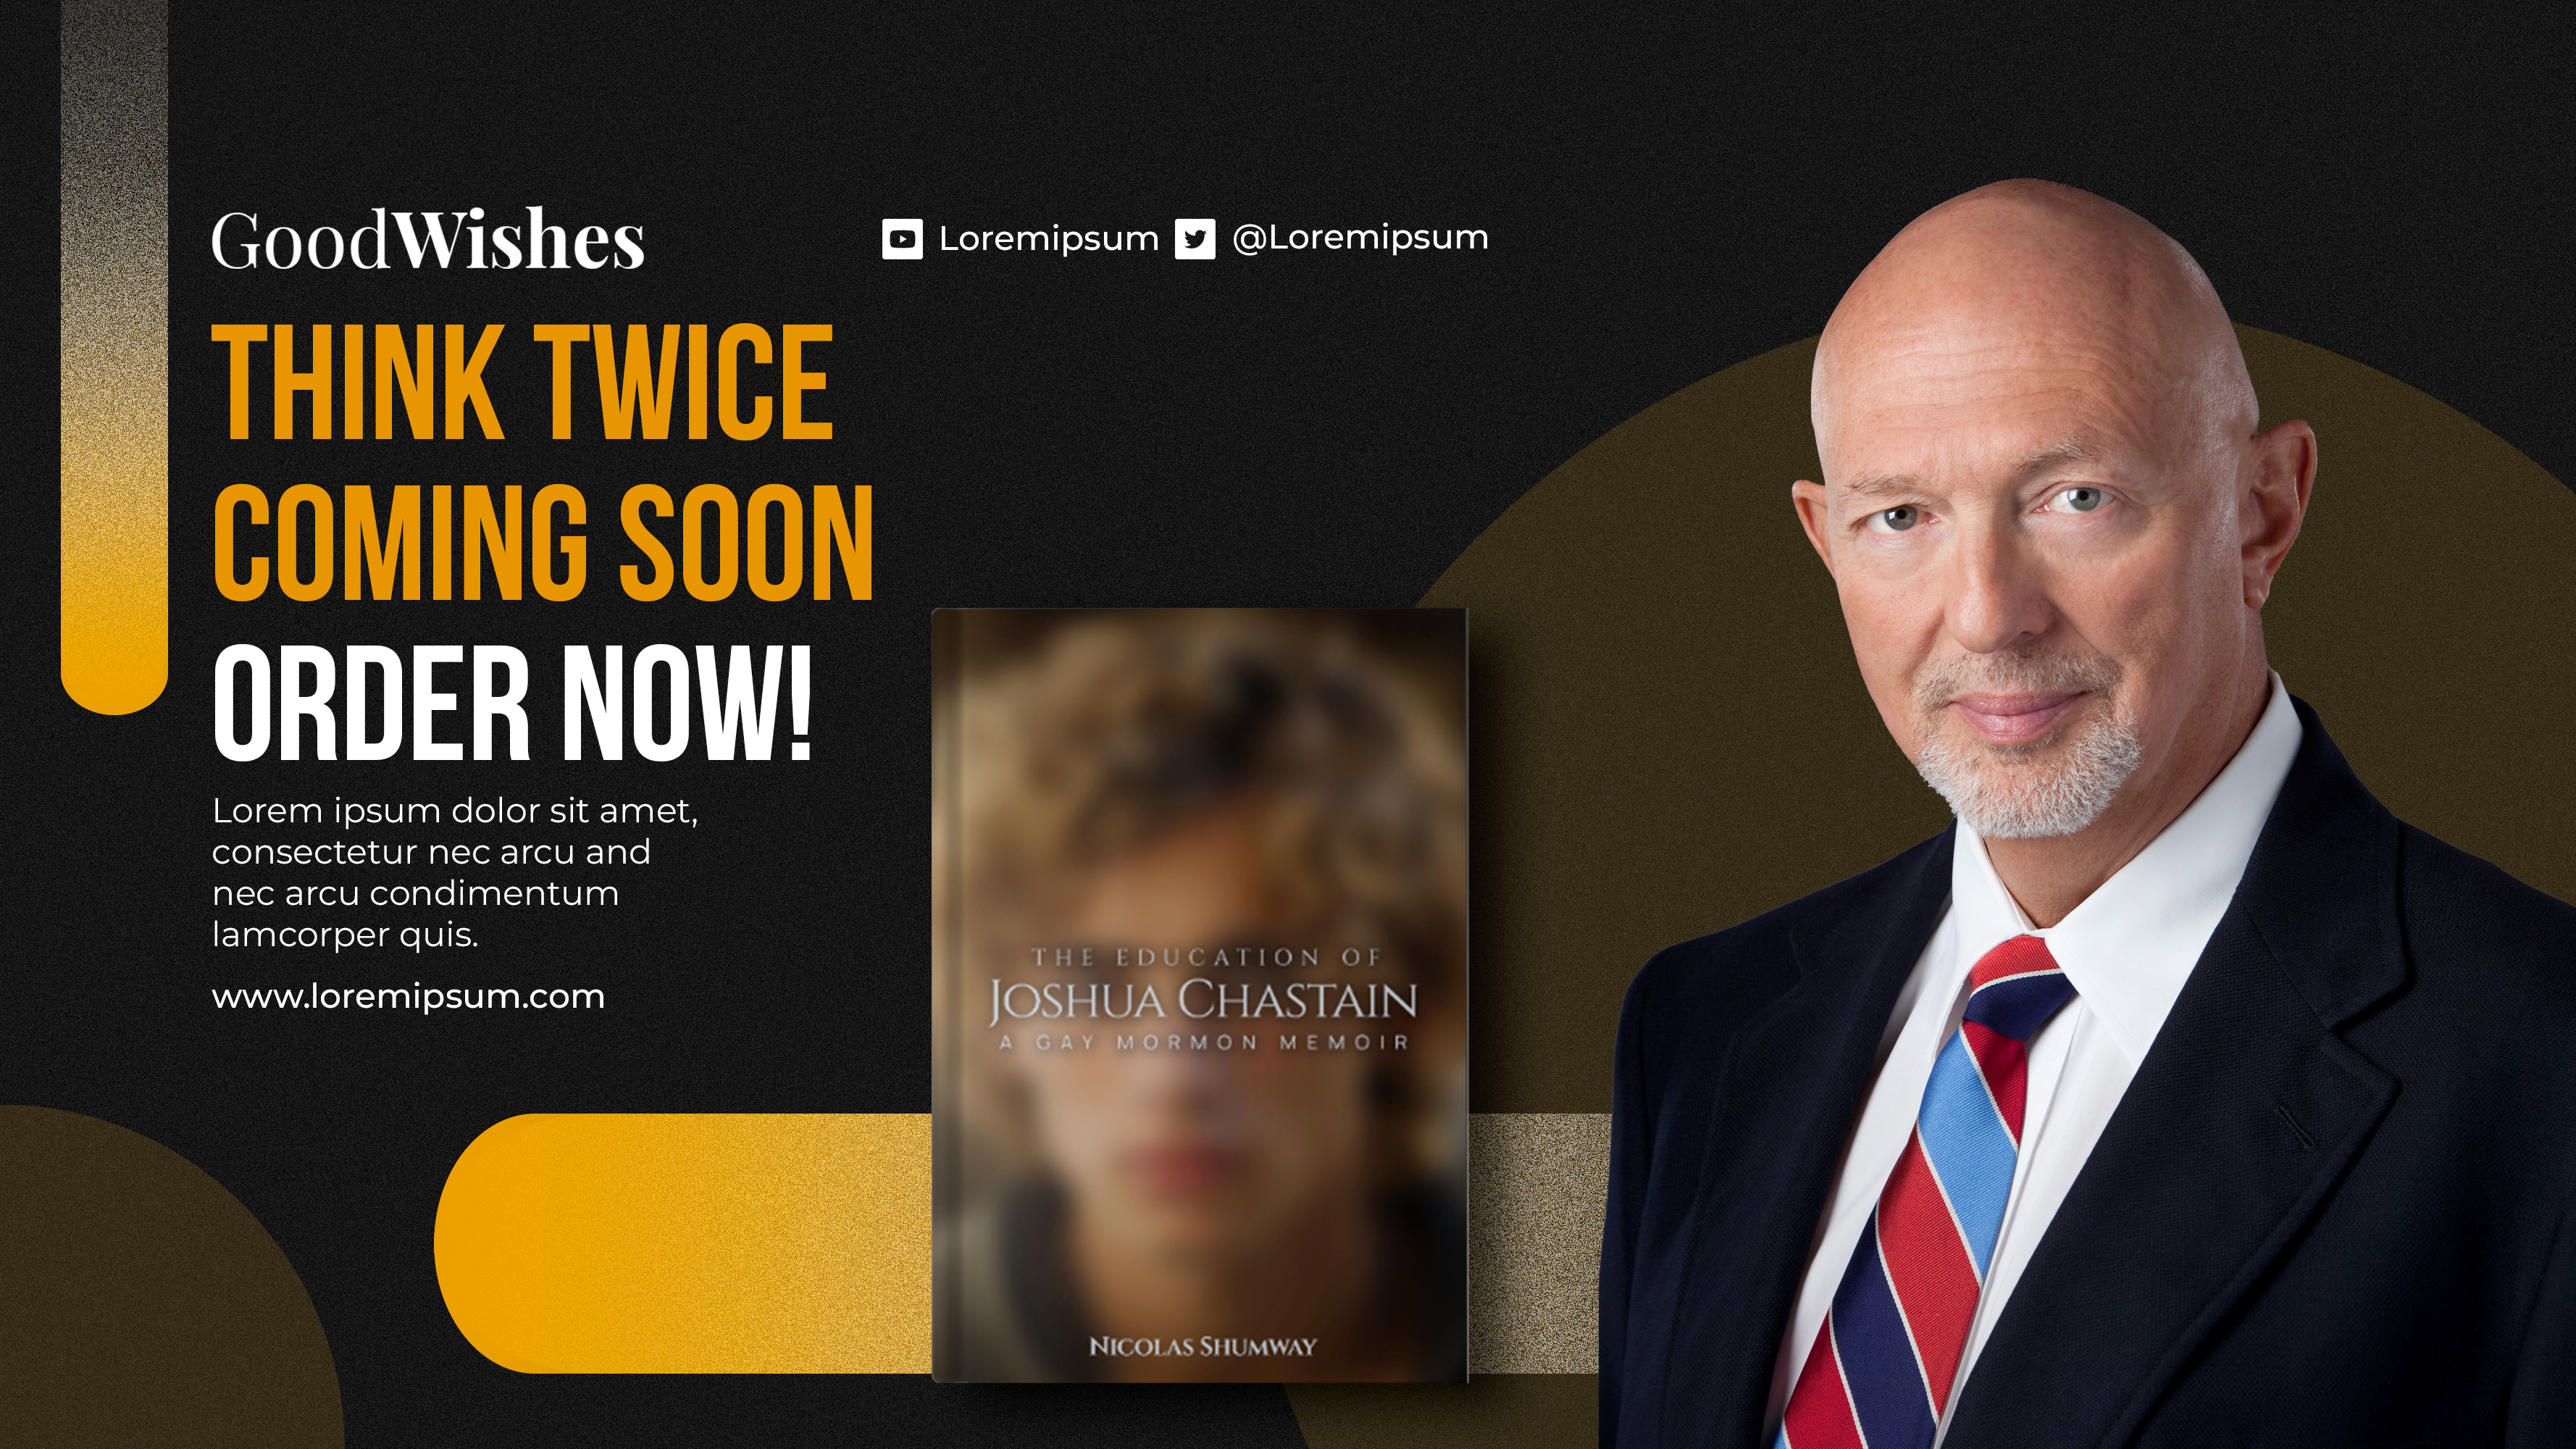 GoodWishes
Loremipsum @Loremipsum
THINK TWICE
COMING SOON
ORDER NOW!
Lorem ipsum dolor sit amet,
consectetur nec arcu and
nec arcu condimentum
lamcorper quis.
www.loremipsum.com
THE EDUCATION OF
JOSHUA CHASTAIN
A GAY MORMON MEMOIR
NICOLAS SHUMWAY